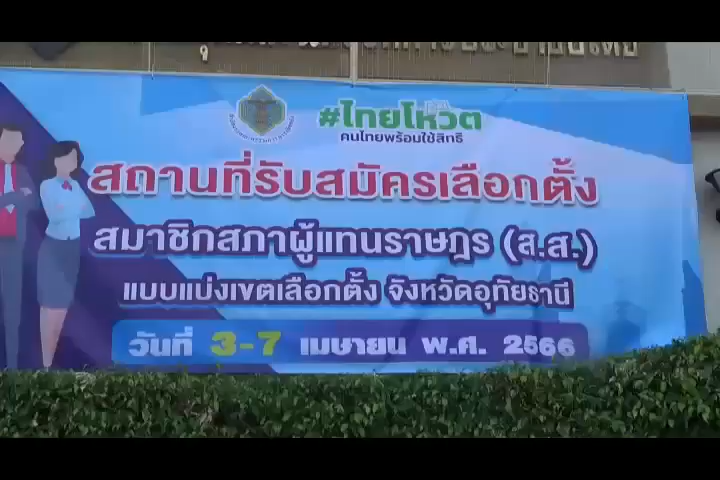 #ไทยโหวต
คนไทยพร้อมใช้สิทธิ
สถานที่รับสมัครเลือกตั้ง
สมาชิกสภาผู้แทนราษฎร (ส.ส.)
แบบแบ่งเขตเลือกตั้ง จังหวัดอุทัยธานี
วันที่ 3-7 เมษายน พ.ศ. 2566